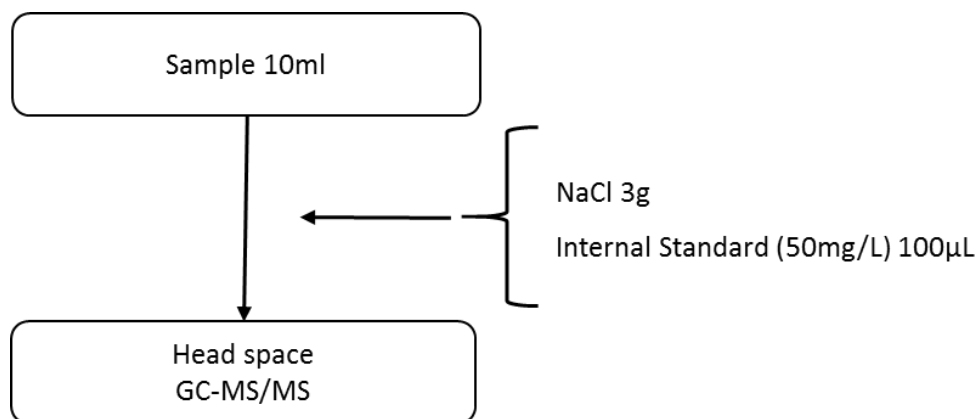 Sample 10ml
NaCl 3g
Internal Standard (50mg/L) 100µL
Head space
GC-MS/MS